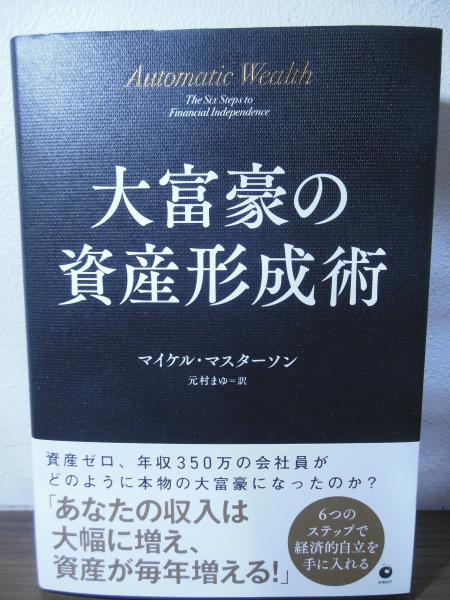 Automatic Wealth
The Six Steps to
Financial Independence
大富豪の
資産形成術
マイケル・マスターソン
元村まゆ=訳
資産ゼロ、年収350万の会社員が
どのように本物の大富豪になったのか?
「あなたの収入は
大幅に増え、
資産が毎年増える!」
6つの
ステップで
経済的自立を
手に入れる
DIRECT